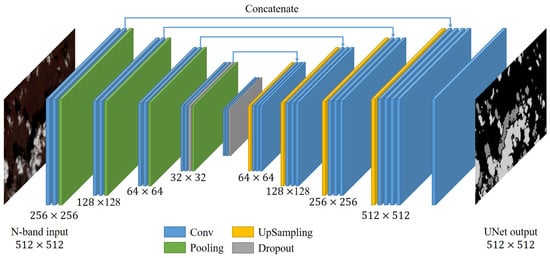 Concatenate
256 × 256
128 ×128
64 × 64
32 × 32
64 × 64
128 × 128
256 × 256
512 × 512
N-band input
512 × 512
Conv
UpSampling
Pooling
Dropout
UNet output
512 × 512